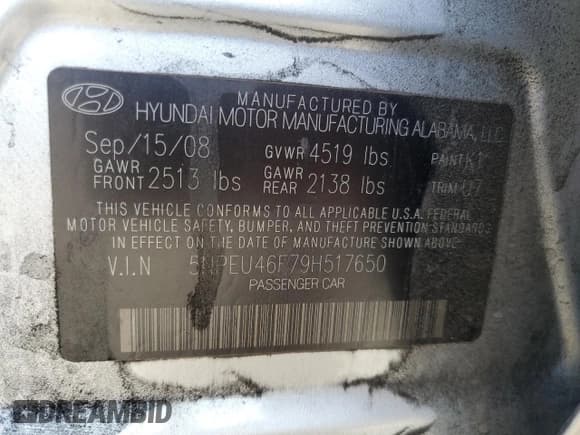 MANUFACTURED BY
HYUNDAI MOTOR MANUFACTURING ALABAMA, LLC
Sep/15/08 GVWR 4519 lbs. PAINT
GAWR FRONT 2513 lbs GAWR REAR 2138 lbs TRIM
THIS VEHICLE CONFORMS TO ALL APPLICABLE U.S.A. FEDERAL
MOTOR VEHICLE SAFETY, BUMPER, AND THEFT PREVENTION STANDARDS
IN EFFECT ON THE DATE OF MANUFACTURE SHOWN ABOVE
V.I.N 5NPEU46F79H517650
PASSENGER CAR
DREAMBID